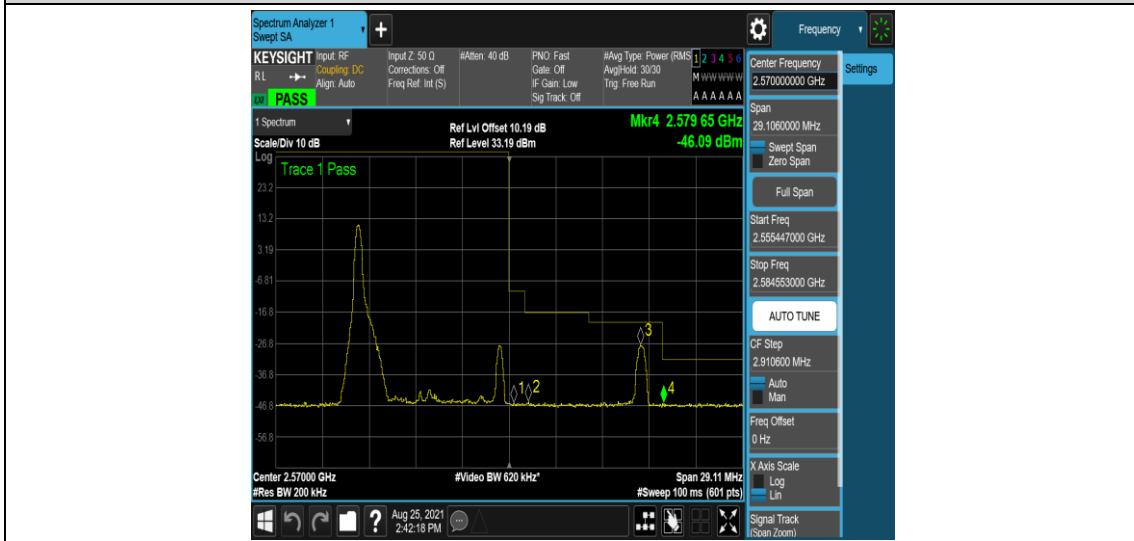 Spectrum Analyzer 1
Swept SA
+
Frequency
KEYSIGHT
RL
PASS
Input: RF
Coupling: DC
Align: Auto
Input Z: 50 Ω
Corrections: Off
Freq Ref: Int (S)
#Atten: 40 dB
PNO: Fast
Gate: Off
IF Gain: Low
Sig Track: Off
#Avg Type: Power (RMS
Avg|Hold: 30/30
Trig: Free Run
1 2 3 4 5 6
M W W W W W
A A A A A A
1 Spectrum
Scale/Div 10 dB
Ref Lvl Offset 10.19 dB
Ref Level 33.19 dBm
Mkr4 2.579 65 GHz
-46.09 dBm
Log
Trace 1 Pass
23.2
13.2
3.19
-6.81
-16.8
-26.8
-36.8
-46.8
-56.8
1
2
3
4
Center 2.57000 GHz
#Res BW 200 kHz
#Video BW 620 kHz*
Span 29.11 MHz
#Sweep 100 ms (601 pts)
Center Frequency
2.570000000 GHz
Settings
Span
29.1060000 MHz
Swept Span
Zero Span
Full Span
Start Freq
2.555447000 GHz
Stop Freq
2.584553000 GHz
AUTO TUNE
CF Step
2.910600 MHz
Auto
Man
Freq Offset
0 Hz
X Axis Scale
Log
Lin
Signal Track
(Span Zoom)
?
Aug 25, 2021
2:42:18 PM